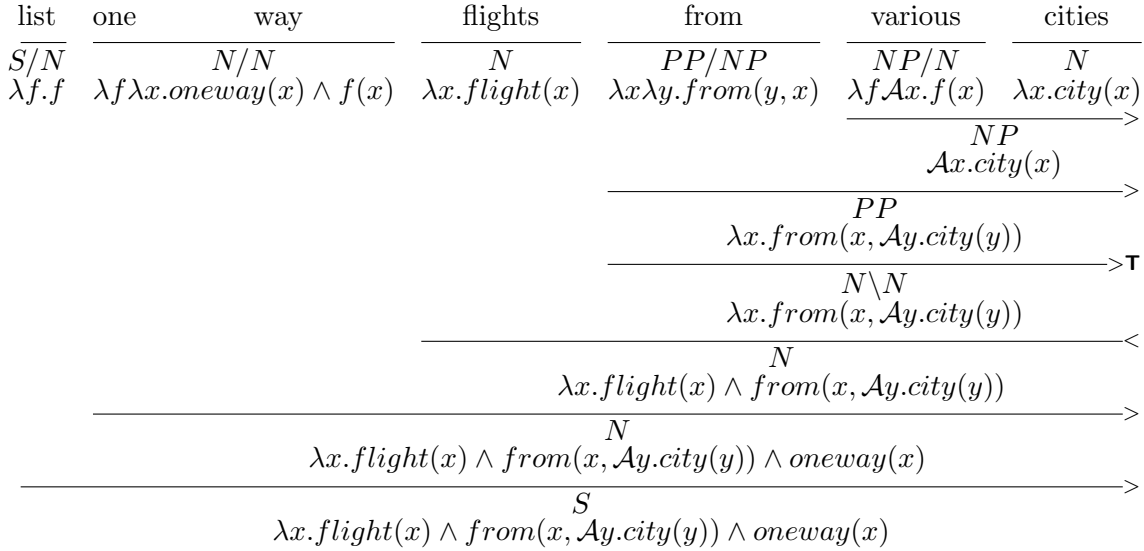 list one way flights from various cities
S/N N/N N PP/NP NP/N N
λf.f λfλx.oneway(x) ∧ f(x) λx.flight(x) λxλy.from(y, x) λf𝒜x.f(x) λx.city(x)
>
NP
𝒜x.city(x)
>
PP
λx.from(x, 𝒜y.city(y))
>T
N\N
λx.from(x, 𝒜y.city(y))
<
N
λx.flight(x) ∧ from(x, 𝒜y.city(y))
>
N
λx.flight(x) ∧ from(x, 𝒜y.city(y)) ∧ oneway(x)
>
S
λx.flight(x) ∧ from(x, 𝒜y.city(y)) ∧ oneway(x)